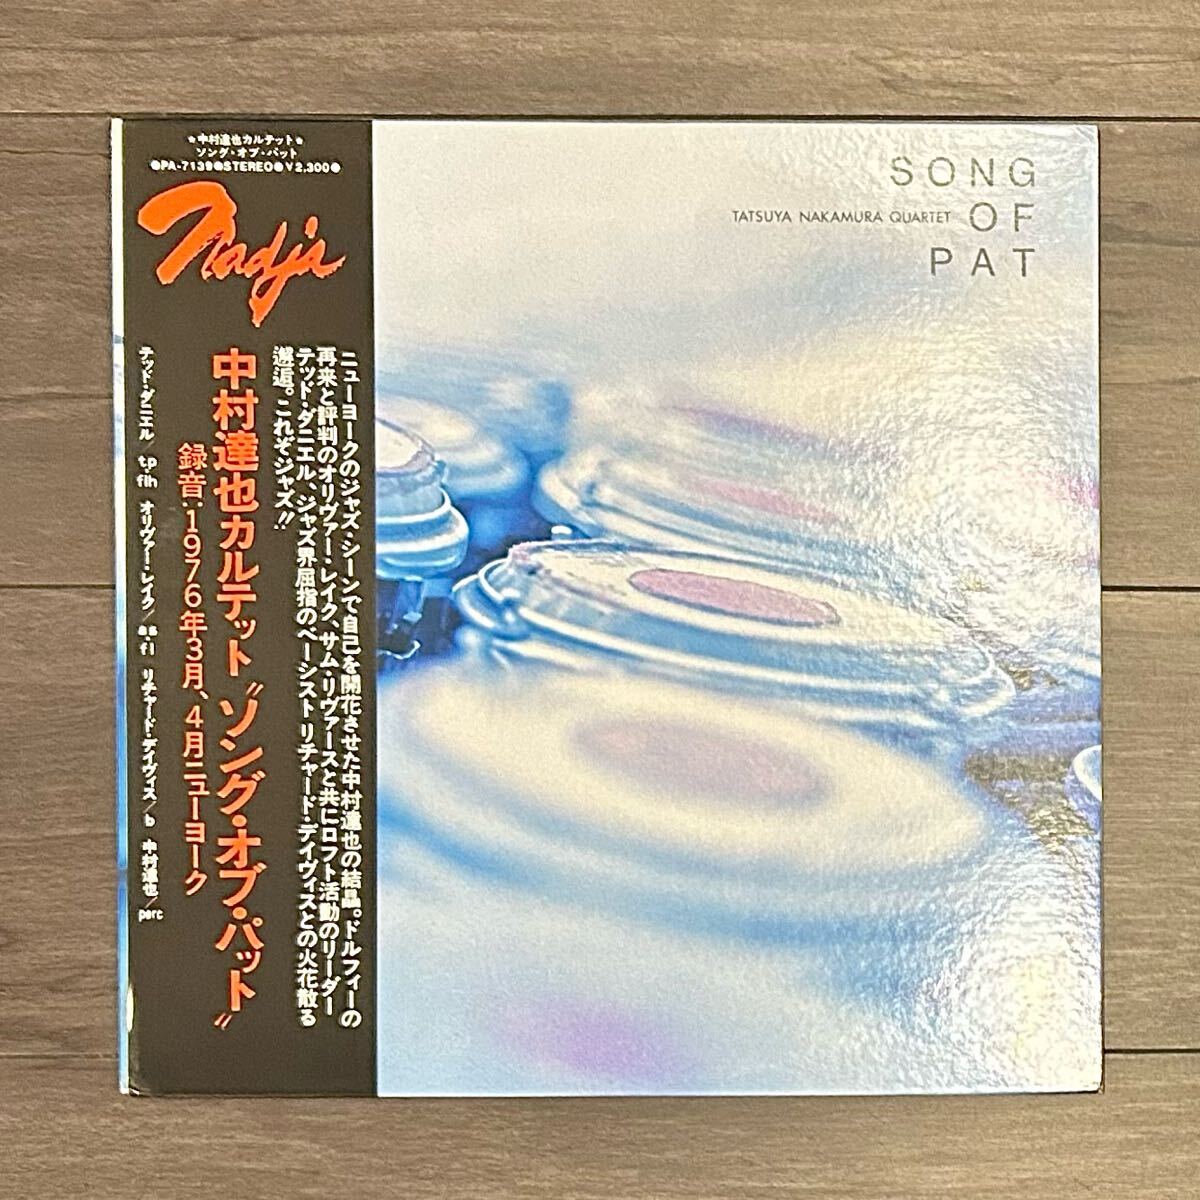 ★中村達也カルテット★
ソング・オブ・パット
●PA-7139●STEREO●¥2,300●
Nadja
ニューヨークのジャズ・シーンで自己を開花させた中村達也の結晶。ドルフィーの
再来と評判のオリヴァー・レイク、サム・リヴァースと共にロフト活動のリーダー
テッド・ダニエル、ジャズ界屈指のベーシストリチャード・デイヴィスとの火花散る
邂逅。これぞジャズ!!
中村達也カルテット“ソング・オブ・パット”
録音:1976年3月、4月ニューヨーク
テッド・ダニエル tp・flh オリヴァー・レイク/as・fl リチャード・デイヴィス/b 中村達也/perc
SONG
TATSUYA NAKAMURA QUARTET OF
PAT